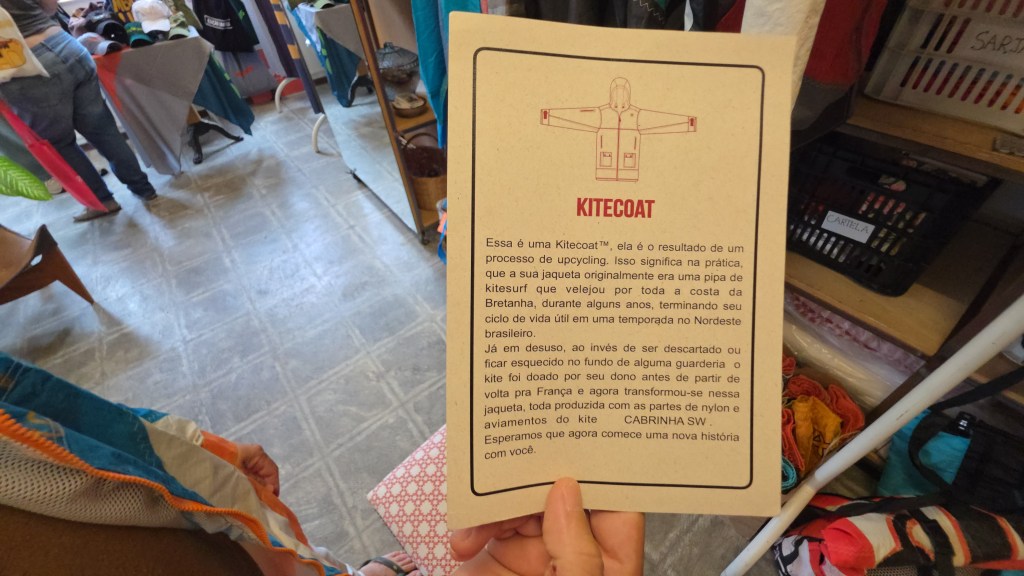 KITECOAT
Essa é uma Kitecoat™, ela é o resultado de um
processo de upcycling. Isso significa na prática,
que a sua jaqueta originalmente era uma pipa de
kitesurf que velejou por toda a costa da
Bretanha, durante alguns anos, terminando seu
ciclo de vida útil em uma temporada no Nordeste
brasileiro.
Já em desuso, ao invés de ser descartado ou
ficar esquecido no fundo de alguma guarderia o
kite foi doado por seu dono antes de partir de
volta pra França e agora transformou-se nessa
jaqueta, toda produzida com as partes de nylon e
aviamentos do kite CABRINHA SW .
Esperamos que agora comece uma nova história
com você.
CARTELA